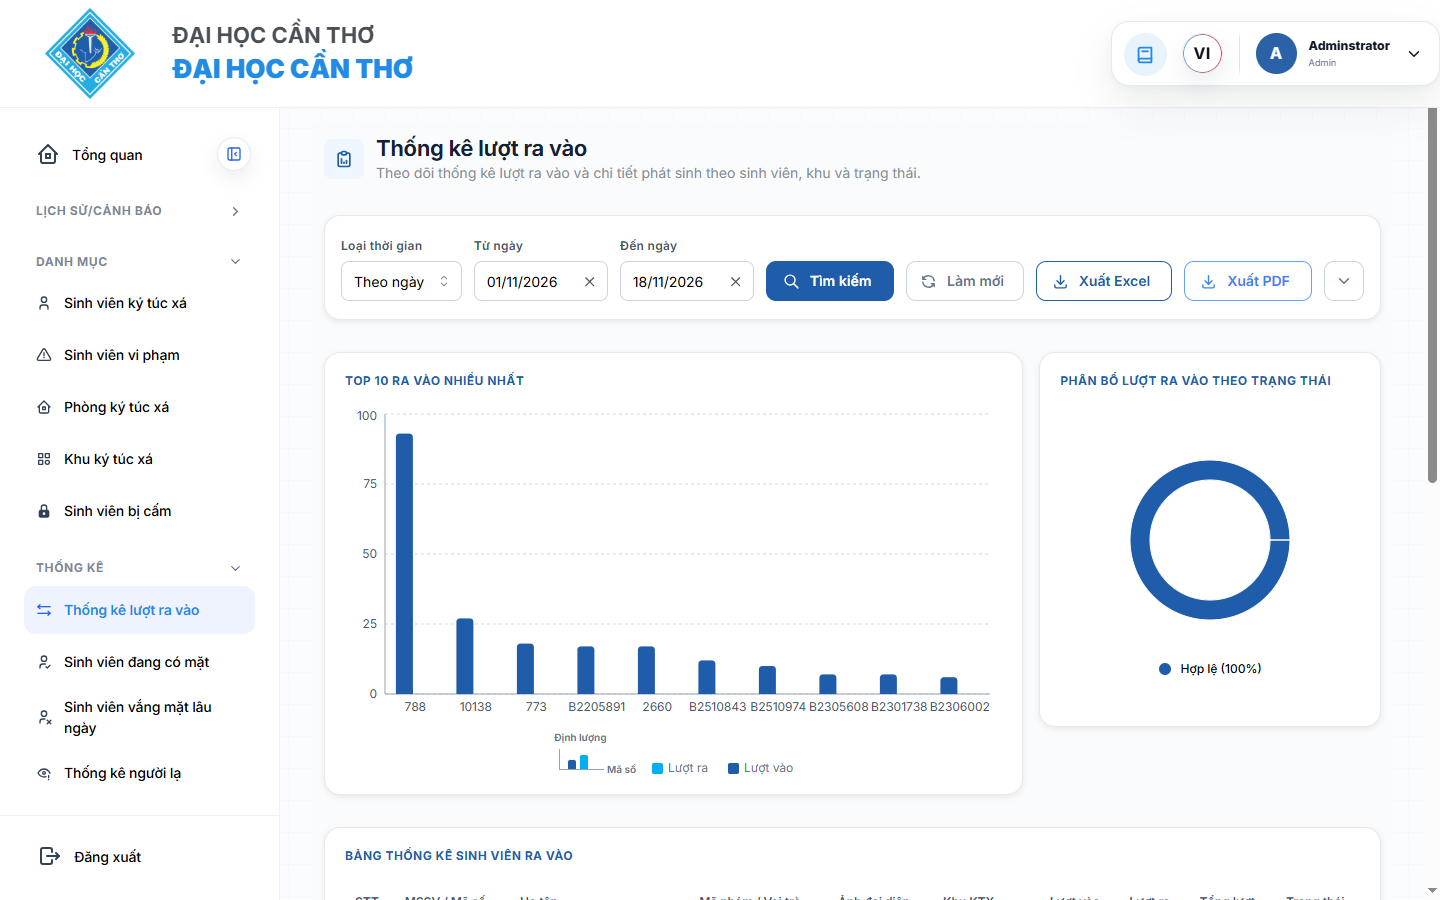 ĐẠI HỌC CẦN THƠ
ĐẠI HỌC CẦN THƠ
ĐẠI HỌC CẦN THƠ
VI
A
Adminstrator
Admin
Tổng quan
LỊCH SỬ/CẢNH BÁO
DANH MỤC
Sinh viên ký túc xá
Sinh viên vi phạm
Phòng ký túc xá
Khu ký túc xá
Sinh viên bị cấm
THỐNG KÊ
Thống kê lượt ra vào
Sinh viên đang có mặt
Sinh viên vắng mặt lâu
ngày
Thống kê người lạ
Đăng xuất
Thống kê lượt ra vào
Theo dõi thống kê lượt ra vào và chi tiết phát sinh theo sinh viên, khu và trạng thái.
Loại thời gian
Từ ngày
Đến ngày
Theo ngày
01/11/2026
18/11/2026
Tìm kiếm
Làm mới
Xuất Excel
Xuất PDF
TOP 10 RA VÀO NHIỀU NHẤT
100
75
50
25
0
788 10138 773 B2205891 2660 B2510843 B2510974 B2305608 B2301738 B2306002
Định lượng
Mã số
Lượt ra
Lượt vào
PHÂN BỔ LƯỢT RA VÀO THEO TRẠNG THÁI
Hợp lệ (100%)
BẢNG THỐNG KÊ SINH VIÊN RA VÀO